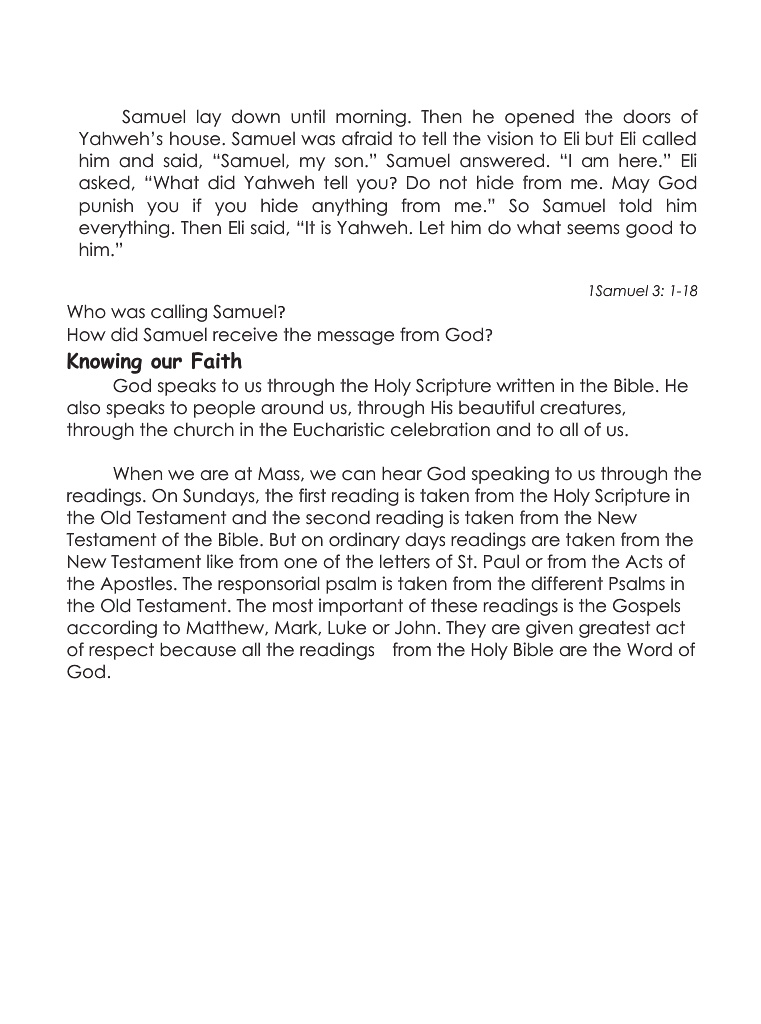 Samuel lay down until morning. Then he opened the doors of
Yahweh’s house. Samuel was afraid to tell the vision to Eli but Eli called
him and said, “Samuel, my son.” Samuel answered. “I am here.” Eli
asked, “What did Yahweh tell you? Do not hide from me. May God
punish you if you hide anything from me.” So Samuel told him
everything. Then Eli said, “It is Yahweh. Let him do what seems good to
him.”
1Samuel 3: 1-18
Who was calling Samuel?
How did Samuel receive the message from God?
Knowing our Faith
God speaks to us through the Holy Scripture written in the Bible. He
also speaks to people around us, through His beautiful creatures,
through the church in the Eucharistic celebration and to all of us.
When we are at Mass, we can hear God speaking to us through the
readings. On Sundays, the first reading is taken from the Holy Scripture in
the Old Testament and the second reading is taken from the New
Testament of the Bible. But on ordinary days readings are taken from the
New Testament like from one of the letters of St. Paul or from the Acts of
the Apostles. The responsorial psalm is taken from the different Psalms in
the Old Testament. The most important of these readings is the Gospels
according to Matthew, Mark, Luke or John. They are given greatest act
of respect because all the readings from the Holy Bible are the Word of
God.